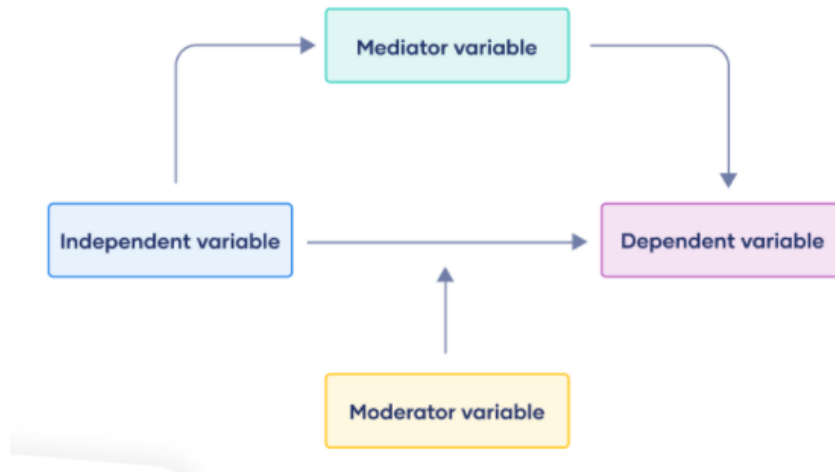 Mediator variable
Independent variable
Dependent variable
Moderator variable